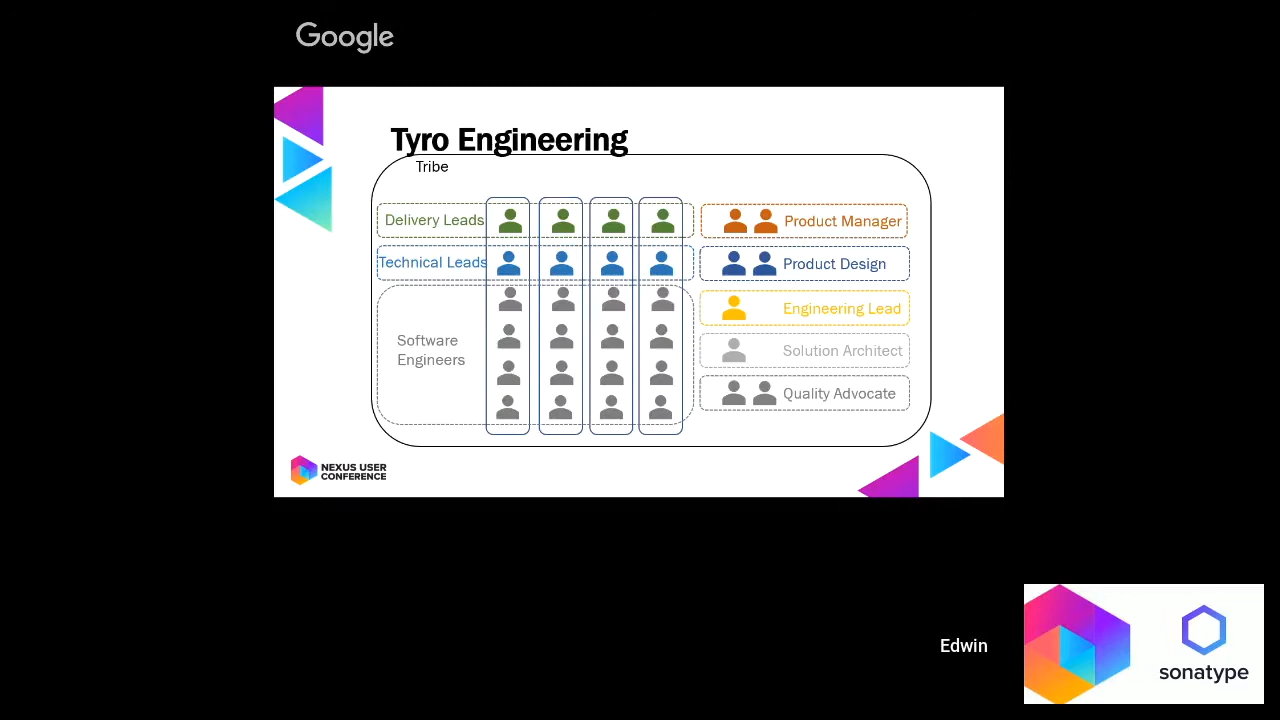 Google
Tyro Engineering
Tribe
Delivery Leads
Product Manager
Technical Leads
Product Design
Engineering Lead
Software
Engineers
Solution Architect
Quality Advocate
NEXUS USER
CONFERENCE
Edwin
sonatype